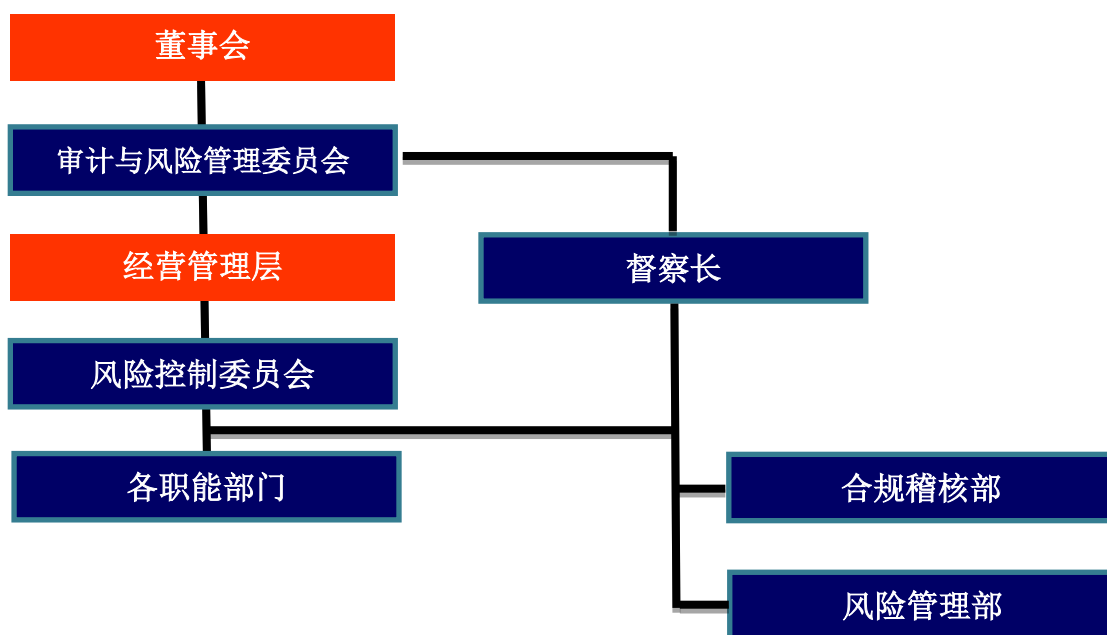 董事会
审计与风险管理委员会
经营管理层
督察长
风险控制委员会
各职能部门
合规稽核部
风险管理部